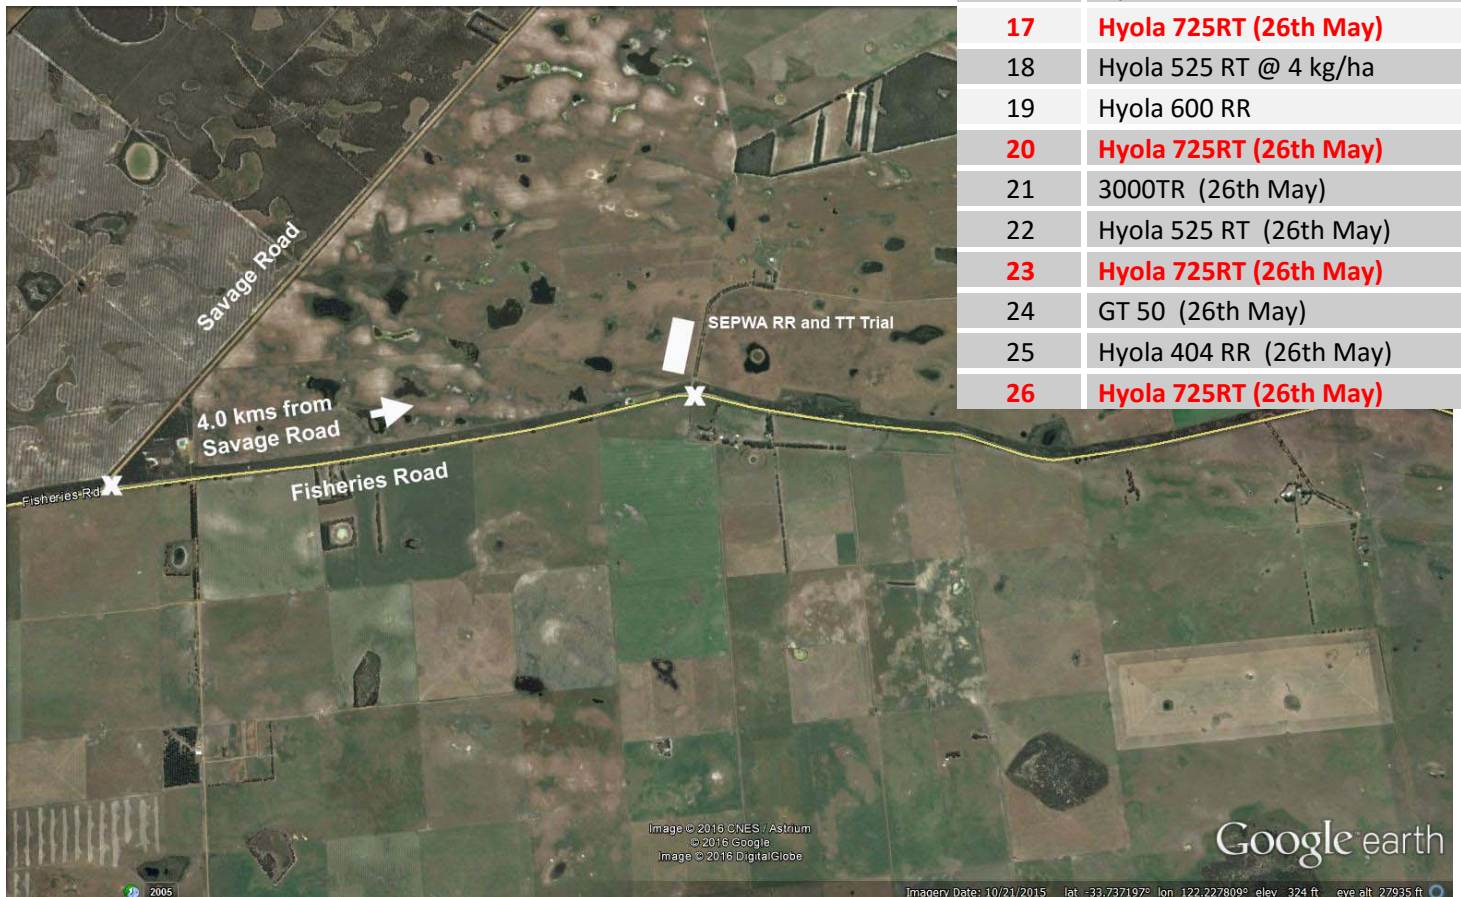 17 Hyola 725RT (26th May)
18 Hyola 525 RT @ 4 kg/ha
19 Hyola 600 RR
20 Hyola 725RT (26th May)
21 3000TR (26th May)
22 Hyola 525 RT (26th May)
23 Hyola 725RT (26th May)
24 GT 50 (26th May)
25 Hyola 404 RR (26th May)
26 Hyola 725RT (26th May)
Savage Road
SEPWA RR and TT Trial
4.0 kms from
Savage Road
X
Fisheries Road
Fisheries Rd
X
Image © 2016 CNES / Astrium
© 2016 Google
Image © 2016 DigitalGlobe
Google earth
2005
Imagery Date: 10/21/2015 lat -33.737197° lon 122.227809° elev 324 ft eye alt 27935 ft